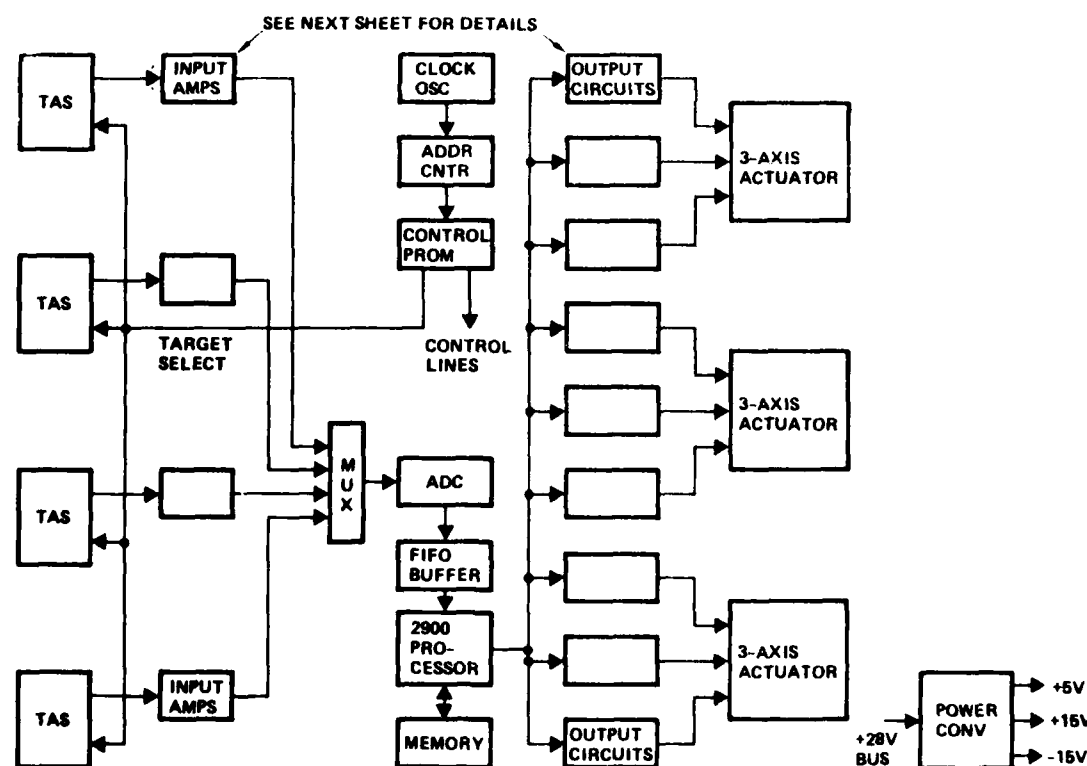 SEE NEXT SHEET FOR DETAILS
TAS
INPUT
AMPS
CLOCK
OSC
OUTPUT
CIRCUITS
ADDR
CNTR
3-AXIS
ACTUATOR
CONTROL
PROM
TAS
TARGET
SELECT
CONTROL
LINES
3-AXIS
ACTUATOR
MUX
ADC
TAS
FIFO
BUFFER
2900
PRO-
CESSOR
3-AXIS
ACTUATOR
TAS
INPUT
AMPS
MEMORY
OUTPUT
CIRCUITS
+28V
BUS
POWER
CONV
+5V
+15V
-15V